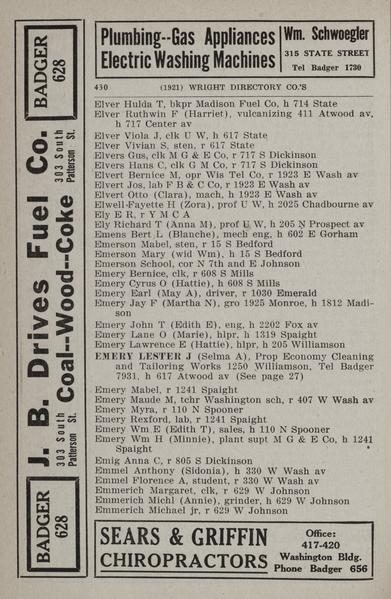 Plumbing--Gas Appliances
Electric Washing Machines
Wm. Schwoegler
315 STATE STREET
Tel Badger 1730
BADGER
628
J. B. Drives Fuel Co.
303 South
Patterson St.
Coal--Wood--Coke
303 South
Patterson St.
BADGER
628
430 (1921) WRIGHT DIRECTORY CO.'S
Elver Hulda T, bkpr Madison Fuel Co, h 714 State
Elver Ruthwin F (Harriet), vulcanizing 411 Atwood av,
h 717 Center av
Elver Viola J, clk U W, h 617 State
Elver Vivian S, sten, r 617 State
Elvers Gus, clk M G & E Co, r 717 S Dickinson
Elvers Hans C, clk G M Co, r 717 S Dickinson
Elvert Bernice M, opr Wis Tel Co, r 1923 E Wash av
Elvert Jos, lab F B & C Co, r 1923 E Wash av
Elvert Otto (Clara), mach, h 1923 E Wash av
Elwell Fayette H (Zora), prof U W, h 2025 Chadbourne av
Ely E R, r Y M C A
Ely Richard T (Anna M), prof U W, h 205 N Prospect av
Emens Bert L (Blanche), mech eng, h 602 E Gorham
Emerson Mabel, sten, r 15 S Bedford
Emerson Mary (wid Wm), h 15 S Bedford
Emerson School, cor N 7th and E Johnson
Emery Bernice, clk, r 608 S Mills
Emery Cyrus O (Hattie), h 608 S Mills
Emery Earl (May A), driver, r 1030 Emerald
Emery Jay F (Martha N), gro 1925 Monroe, h 1812 Madi-
son
Emery John T (Edith E), eng, h 2202 Fox av
Emery Lane O (Marie), hlpr, h 1319 Spaight
Emery Lawrence E (Hattie), hlpr, h 205 Williamson
EMERY LESTER J (Selma A), Prop Economy Cleaning
and Tailoring Works 1250 Williamson, Tel Badger
7931, h 617 Atwood av (See page 27)
Emery Mabel, r 1241 Spaight
Emery Maude M, tchr Washington sch, r 407 W Wash av
Emery Myra, r 110 N Spooner
Emery Rexford, lab, r 1241 Spaight
Emery Wm E (Edith T), sales, h 110 N Spooner
Emery Wm H (Minnie), plant supt M G & E Co, h 1241
Spaight
Emig Anna C, r 805 S Dickinson
Emmel Anthony (Sidonia), h 330 W Wash av
Emmel Florence A, student, r 330 W Wash av
Emmerich Margaret, clk, r 629 W Johnson
Emmerich Michl (Annie), grinder, h 629 W Johnson
Emmerich Michael jr, r 629 W Johnson
SEARS & GRIFFIN
CHIROPRACTORS
Office:
417-420
Washington Bldg.
Phone Badger 656